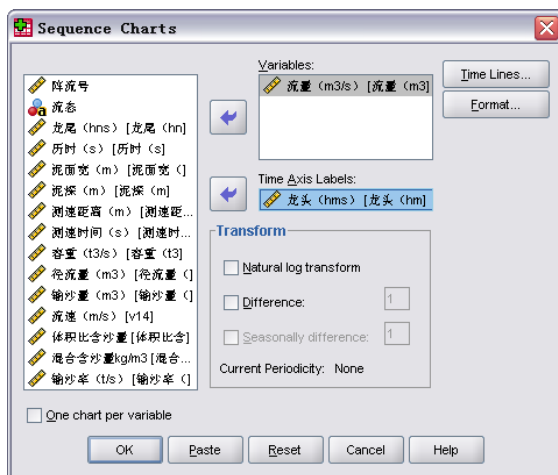 Sequence Charts
阵流号
流态
龙尾（hns）[龙尾（hn]
历时（s）[历时（s]
泥面宽（m）[泥面宽（]
泥深（m）[泥深（m]
测速距离（m）[测速距...
测速时间（s）[测速时...
容重（t3/s）[容重（t3]
径流量（m3）[径流量（]
输沙量（m3）[输沙量（]
流速（m/s）[v14]
体积比含沙量[体积比含]
混合含沙量kg/m3[混合...
输沙率（t/s）[输沙率（]
One chart per variable
Variables:
流量（m3/s）[流量（m3]
Time Axis Labels:
龙头（hms）[龙头（hm]
Transform
Natural log transform
Difference: 1
Seasonally difference: 1
Current Periodicity: None
Time Lines...
Format...
OK Paste Reset Cancel Help